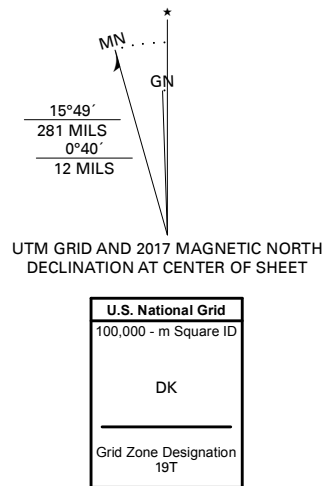 ★
MN
GN
15°49´
281 MILS
0°40´
12 MILS
UTM GRID AND 2017 MAGNETIC NORTH
DECLINATION AT CENTER OF SHEET
U.S. National Grid
100,000 - m Square ID
DK
Grid Zone Designation
19T